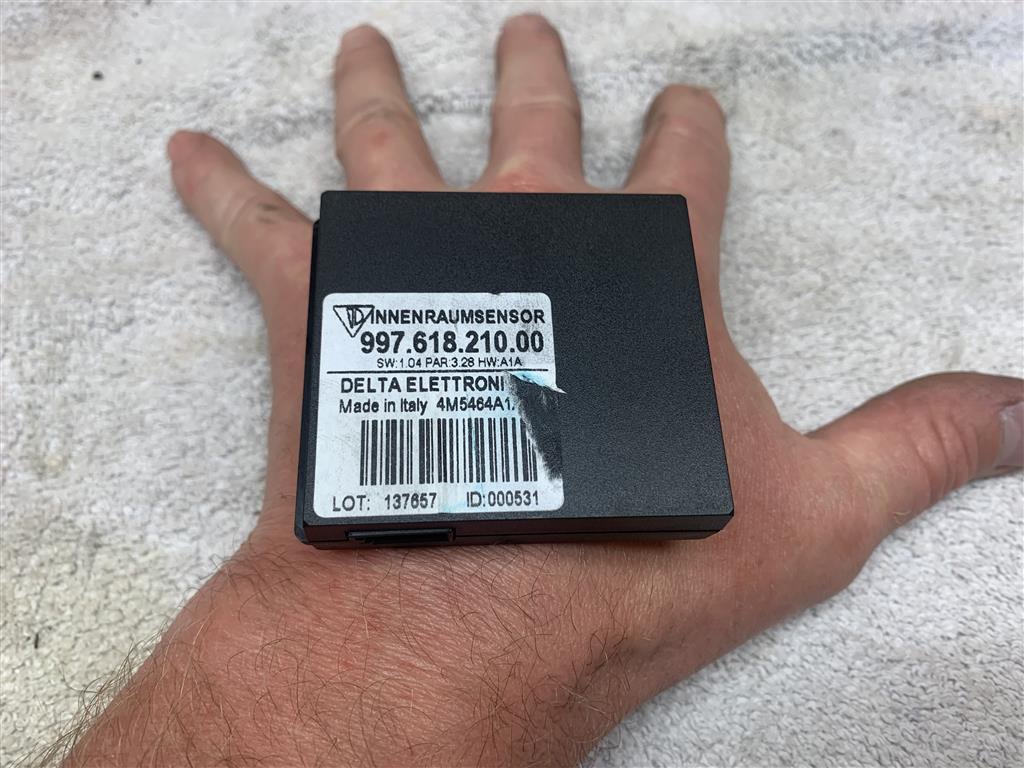 INNENRAUMSENSOR
997.618.210.00
SW:1.04 PAR:3.28 HW:A1A
DELTA ELETTRONI
Made in Italy 4M5464A1
LOT: 137657 ID:000531